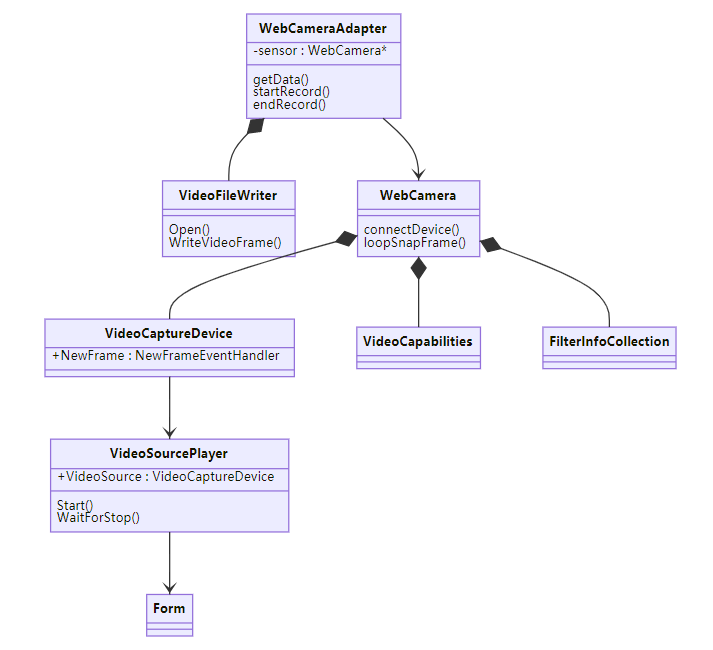 WebCameraAdapter
-sensor : WebCamera*
getData()
startRecord()
endRecord()
VideoFileWriter
Open()
WriteVideoFrame()
WebCamera
connectDevice()
loopSnapFrame()
VideoCaptureDevice
+NewFrame : NewFrameEventHandler
VideoCapabilities
FilterInfoCollection
VideoSourcePlayer
+VideoSource : VideoCaptureDevice
Start()
WaitForStop()
Form